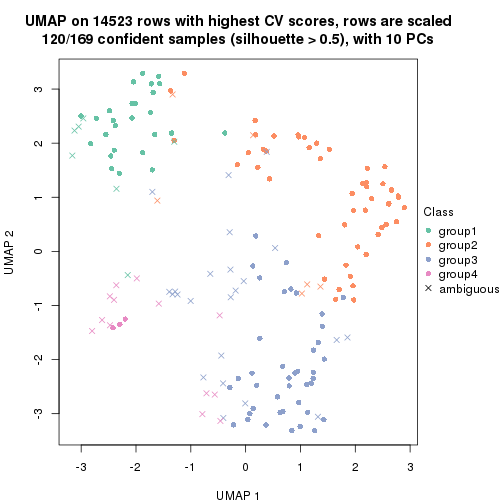 UMAP on 14523 rows with highest CV scores, rows are scaled
120/169 confident samples (silhouette > 0.5), with 10 PCs
3
2
1
0
-1
-2
-3
UMAP 2
-3 -2 -1 0 1 2 3
UMAP 1
Class
group1
group2
group3
group4
ambiguous